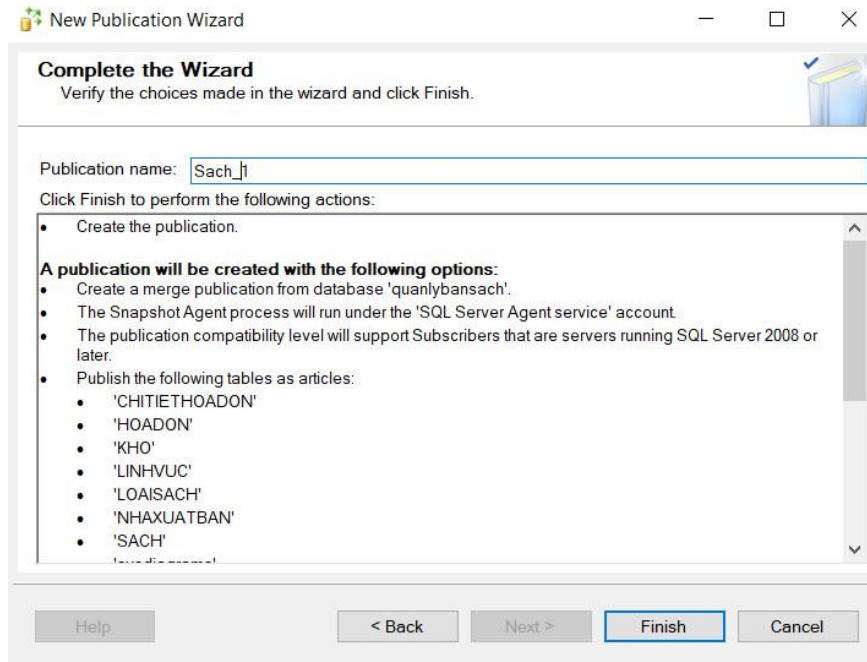 New Publication Wizard
Complete the Wizard
Verify the choices made in the wizard and click Finish.
Publication name: Sach_1
Click Finish to perform the following actions:
• Create the publication.
A publication will be created with the following options:
• Create a merge publication from database 'quanlybansach'.
• The Snapshot Agent process will run under the 'SQL Server Agent service' account.
• The publication compatibility level will support Subscribers that are servers running SQL Server 2008 or
later.
• Publish the following tables as articles:
• 'CHITIETHOADON'
• 'HOADON'
• 'KHO'
• 'LINHVUC'
• 'LOAISACH'
• 'NHAXUATBAN'
• 'SACH'
Help < Back Next > Finish Cancel